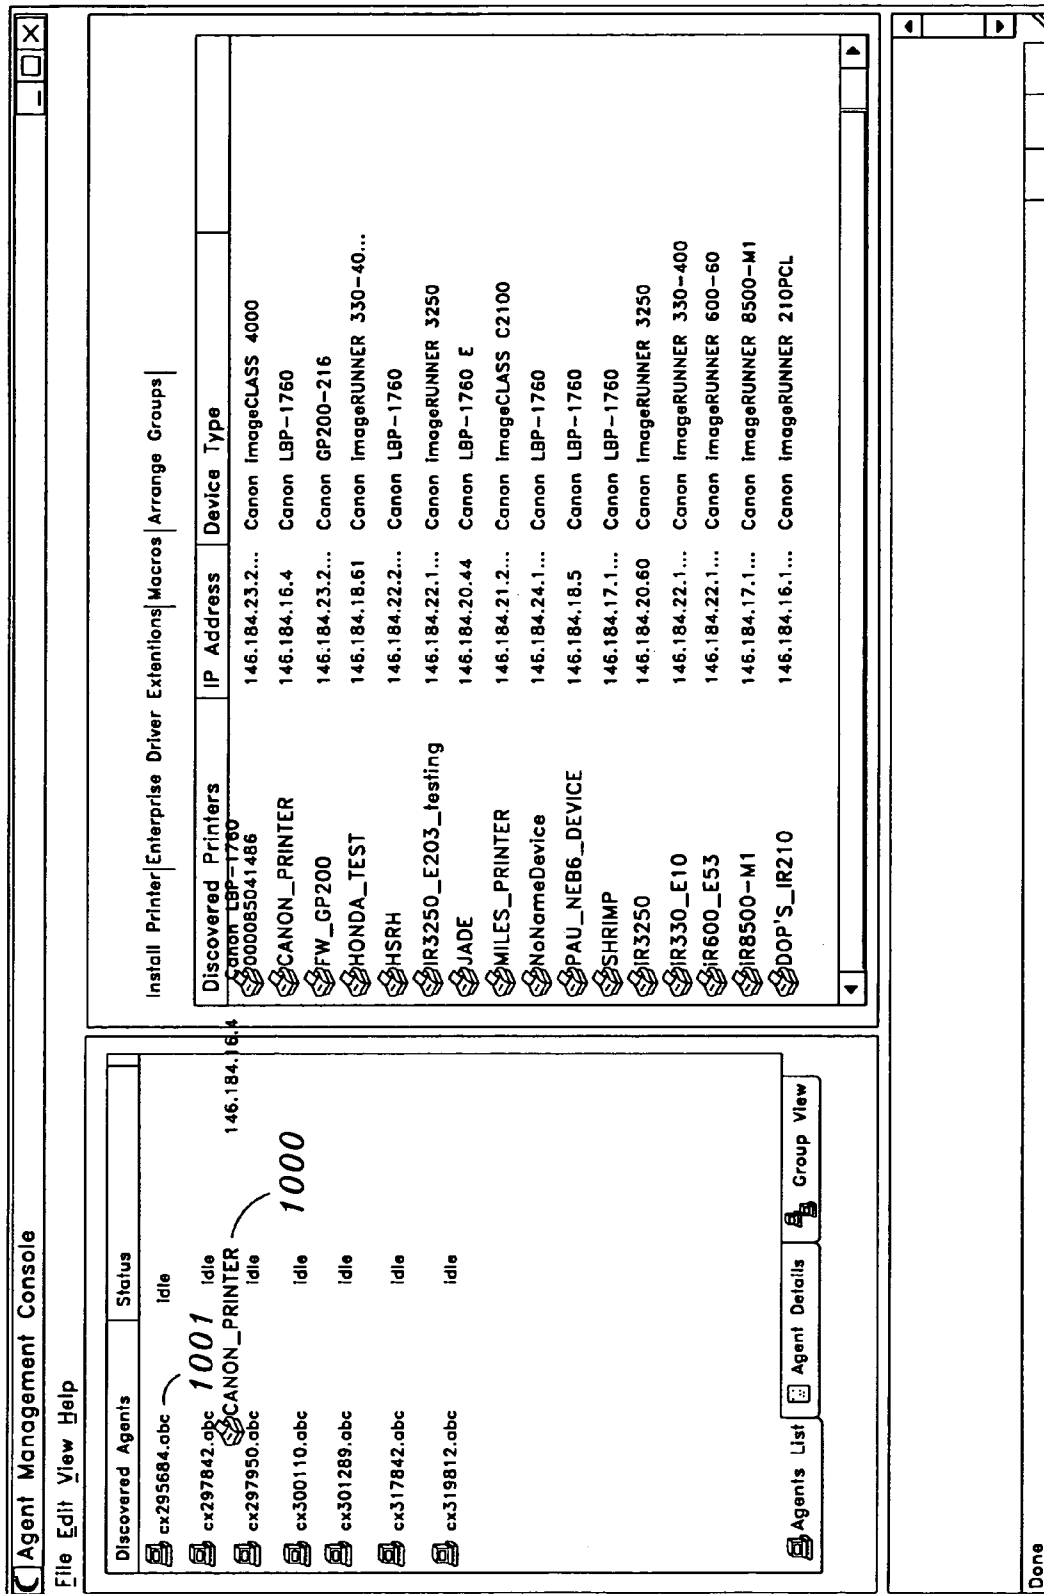 Agent Management Console
File Edit View Help
Discovered Agents Status
cx295684.abc idle
1001
cx297842.abc idle
CANON_PRINTER 146.184.16.4 Canon LBP-1760
cx297950.abc idle
1000
cx300110.abc idle
cx301289.abc idle
cx317842.abc idle
cx319812.abc idle
Agents List Agent Details Group View
Install Printer Enterprise Driver Extentions Macros Arrange Groups
Discovered Printers IP Address Device Type
00008504I486 146.184.23.2... Canon imageCLASS 4000
CANON_PRINTER 146.184.16.4 Canon LBP-1760
FW_GP200 146.184.23.2... Canon GP200-216
HONDA_TEST 146.184.18.61 Canon imageRUNNER 330-40...
HSRH 146.184.22.2... Canon LBP-1760
IR3250_E203_testing 146.184.22.1... Canon imageRUNNER 3250
JADE 146.184.20.44 Canon LBP-1760 E
MILES_PRINTER 146.184.21.2... Canon imageCLASS C2100
NoNameDevice 146.184.24.1... Canon LBP-1760
PAU_NEB6_DEVICE 146.184.18.5 Canon LBP-1760
SHRIMP 146.184.17.1... Canon LBP-1760
iR3250 146.184.20.60 Canon imageRUNNER 3250
iR330_E10 146.184.22.1... Canon imageRUNNER 330-400
iR600_E53 146.184.22.1... Canon imageRUNNER 600-60
iR8500-M1 146.184.17.1... Canon imageRUNNER 8500-M1
DOP'S_IR210 146.184.16.1... Canon imageRUNNER 210PCL
Done